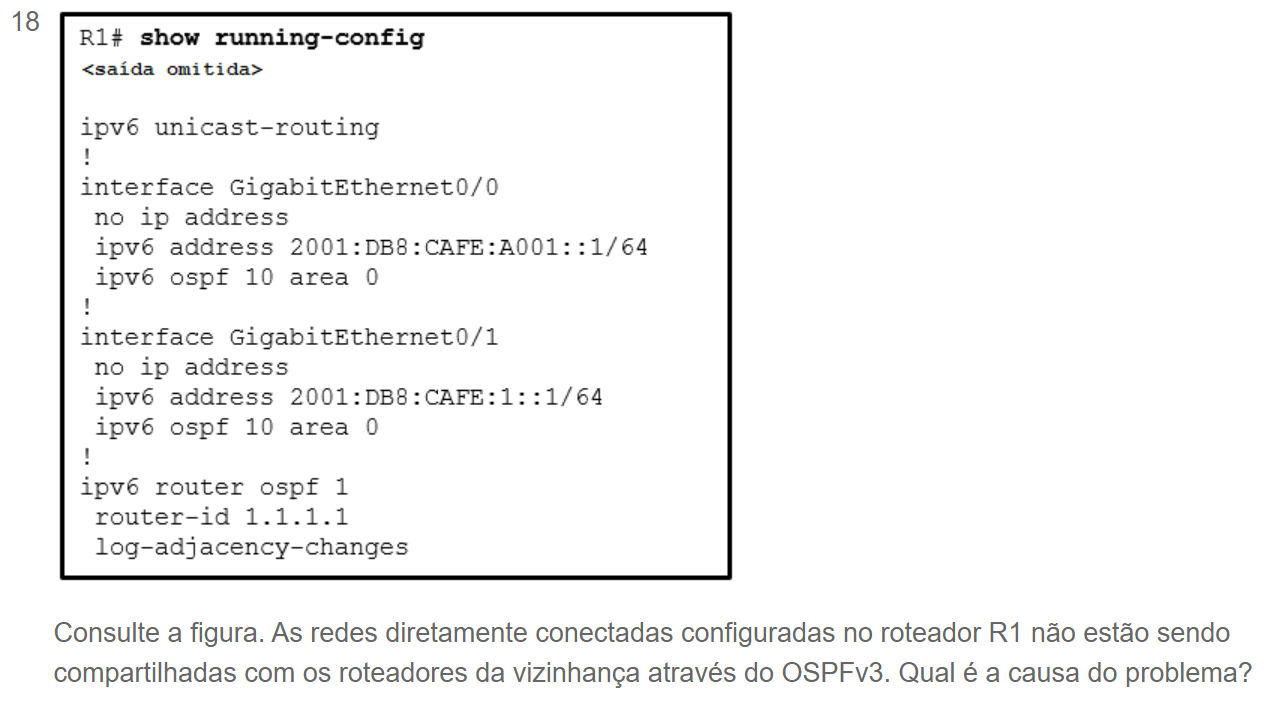 18
R1# show running-config
<saída omitida>
ipv6 unicast-routing
!
interface GigabitEthernet0/0
no ip address
ipv6 address 2001:DB8:CAFE:A001::1/64
ipv6 ospf 10 area 0
!
interface GigabitEthernet0/1
no ip address
ipv6 address 2001:DB8:CAFE:1::1/64
ipv6 ospf 10 area 0
!
ipv6 router ospf 1
router-id 1.1.1.1
log-adjacency-changes
Consulte a figura. As redes diretamente conectadas configuradas no roteador R1 não estão sendo
compartilhadas com os roteadores da vizinhança através do OSPFv3. Qual é a causa do problema?